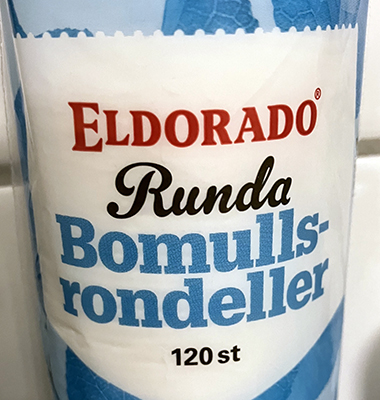 ELDORADO®
Runda
Bomulls-
rondeller
120 st